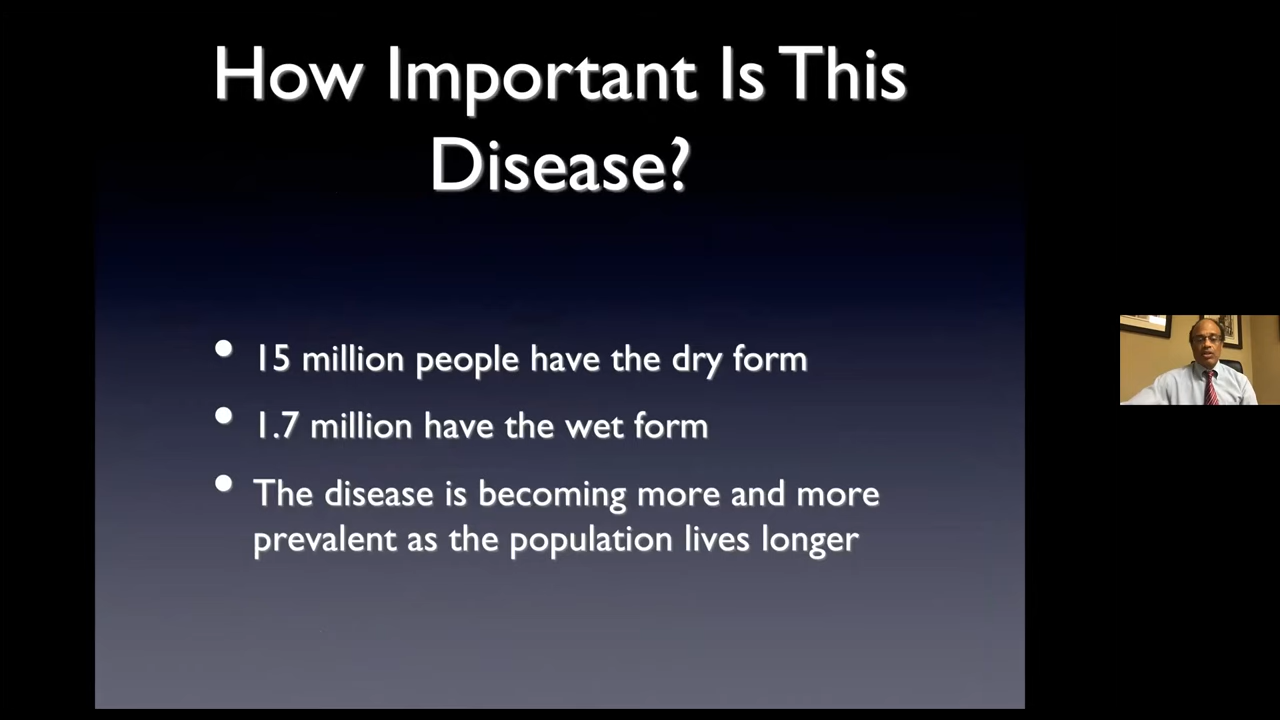 How Important Is This
Disease?
• 15 million people have the dry form
• 1.7 million have the wet form
• The disease is becoming more and more
prevalent as the population lives longer